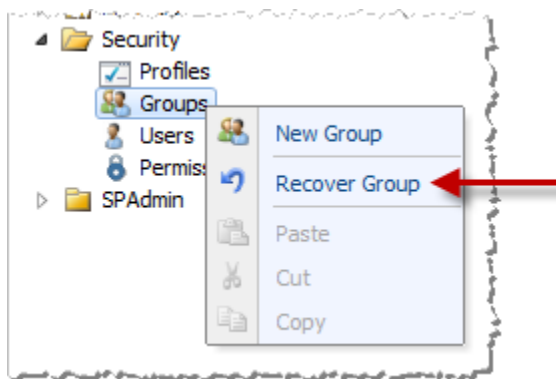 Security
Profiles
Groups
New Group
Users
Recover Group
Permiss
SPAdmin
Paste
Cut
Copy